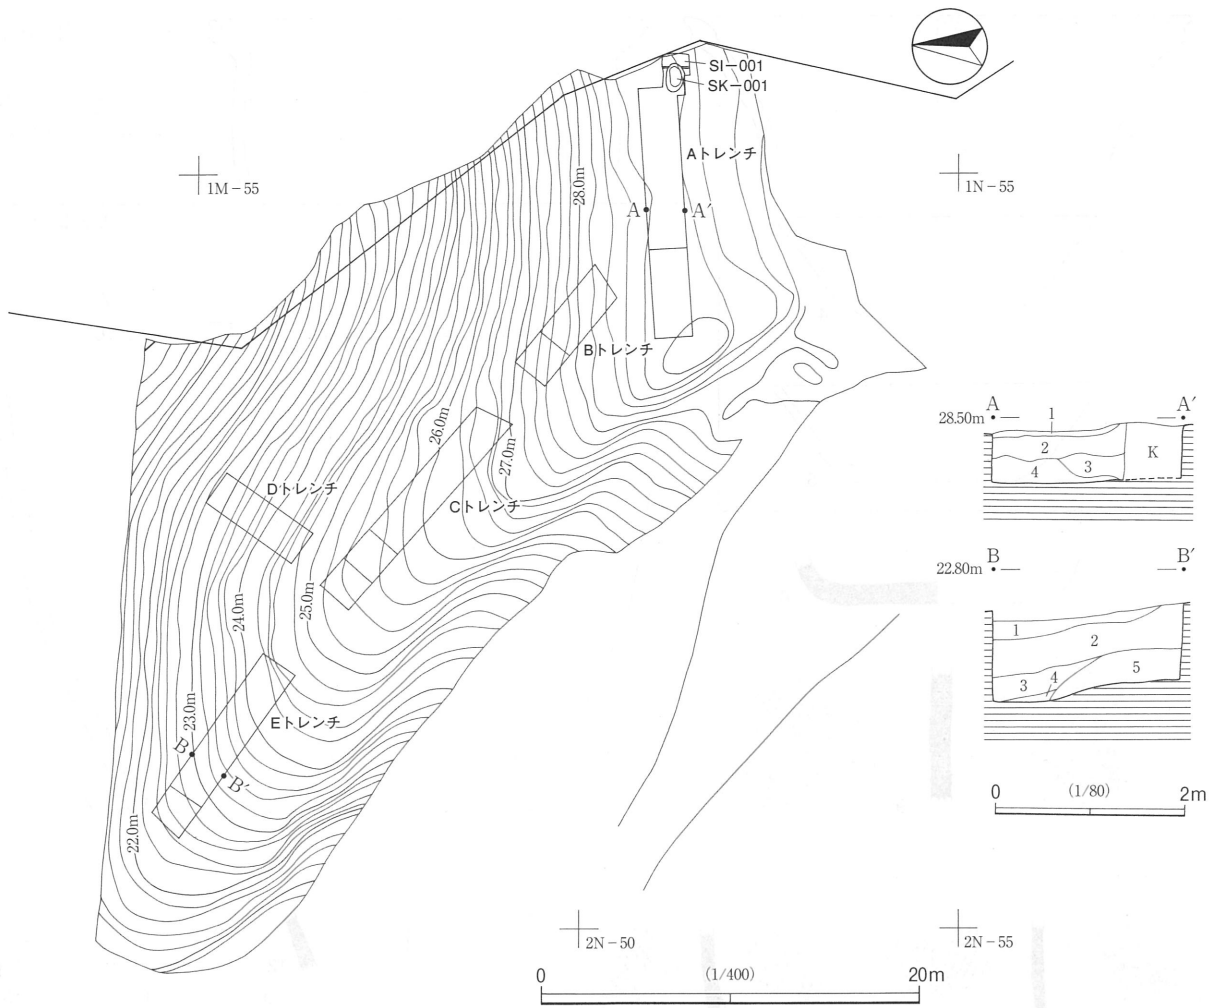 SI-001
SK-001
Aトレンチ
1M-55
1N-55
28.0m
A
A′
Bトレンチ
26.0m
27.0m
Dトレンチ
Cトレンチ
25.0m
24.0m
23.0m
Eトレンチ
B
B′
22.0m
A
A′
28.50m
1
2
3
4
K
B
B′
22.80m
1
2
3
4
5
0
(1/80)
2m
2N-50
2N-55
0
(1/400)
20m